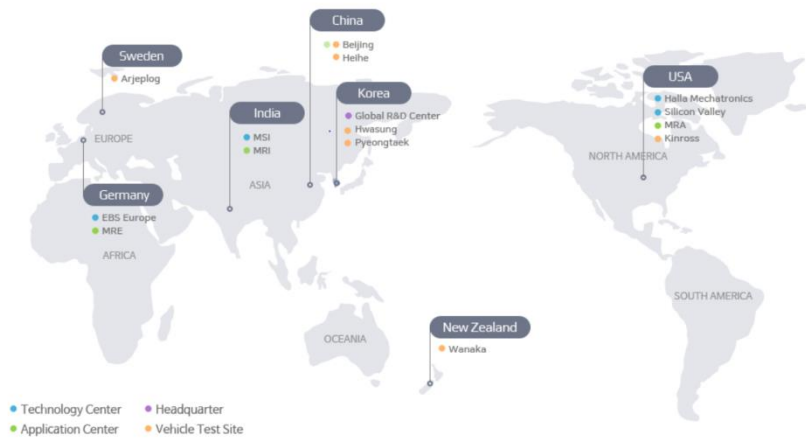 China
Beijing
Heihe
Sweden
Arjeplog
USA
Halla Mechatronics
Silicon Valley
MRA
Kinross
Korea
Global R&D Center
Hwasung
Pyeongtaek
India
MSI
MRI
EUROPE
NORTH AMERICA
ASIA
Germany
EBS Europe
MRE
AFRICA
SOUTH AMERICA
New Zealand
Wanaka
OCEANIA
Technology Center
Headquarter
Application Center
Vehicle Test Site